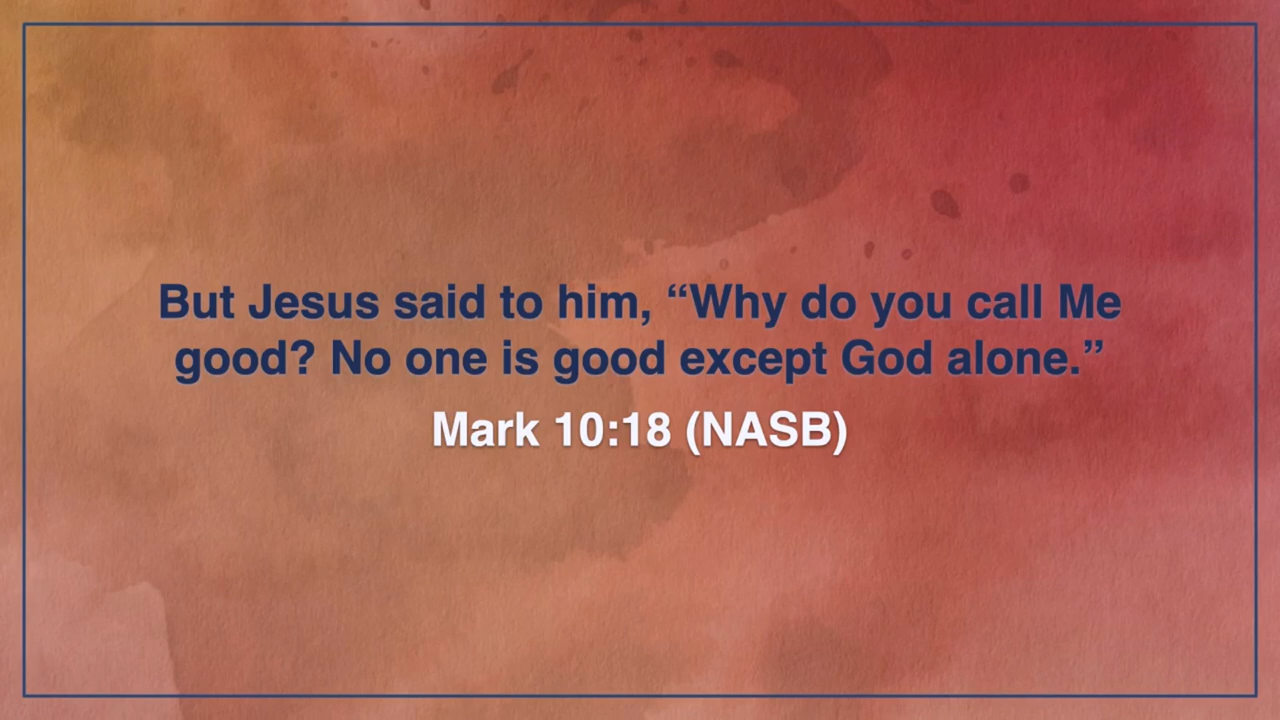 But Jesus said to him, “Why do you call Me
good? No one is good except God alone.”
Mark 10:18 (NASB)